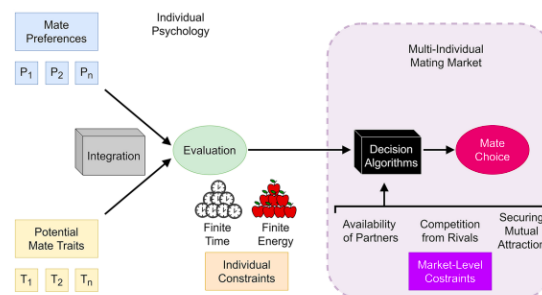 Mate
Preferences
P1 P2 Pn
Individual
Psychology
Multi-Individual
Mating Market
Integration
Evaluation
Decision
Algorithms
Mate
Choice
Potential
Mate Traits
T1 T2 Tn
Finite
Time
Finite
Energy
Individual
Constraints
Availability
of Partners
Competition
from Rivals
Securing
Mutual
Attraction
Market-Level
Costraints